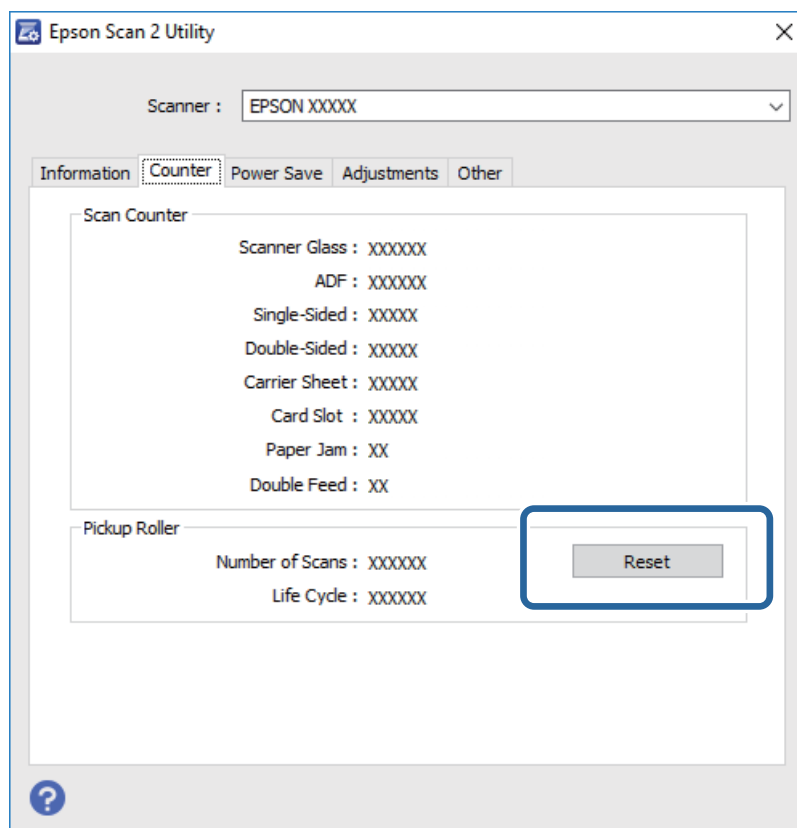 Epson Scan 2 Utility
Scanner : EPSON XXXXX
Information Counter Power Save Adjustments Other
Scan Counter
Scanner Glass : XXXXXX
ADF : XXXXXX
Single-Sided : XXXXX
Double-Sided : XXXXX
Carrier Sheet : XXXXX
Card Slot : XXXXX
Paper Jam : XX
Double Feed : XX
Pickup Roller
Number of Scans : XXXXXX Reset
Life Cycle : XXXXXX
?